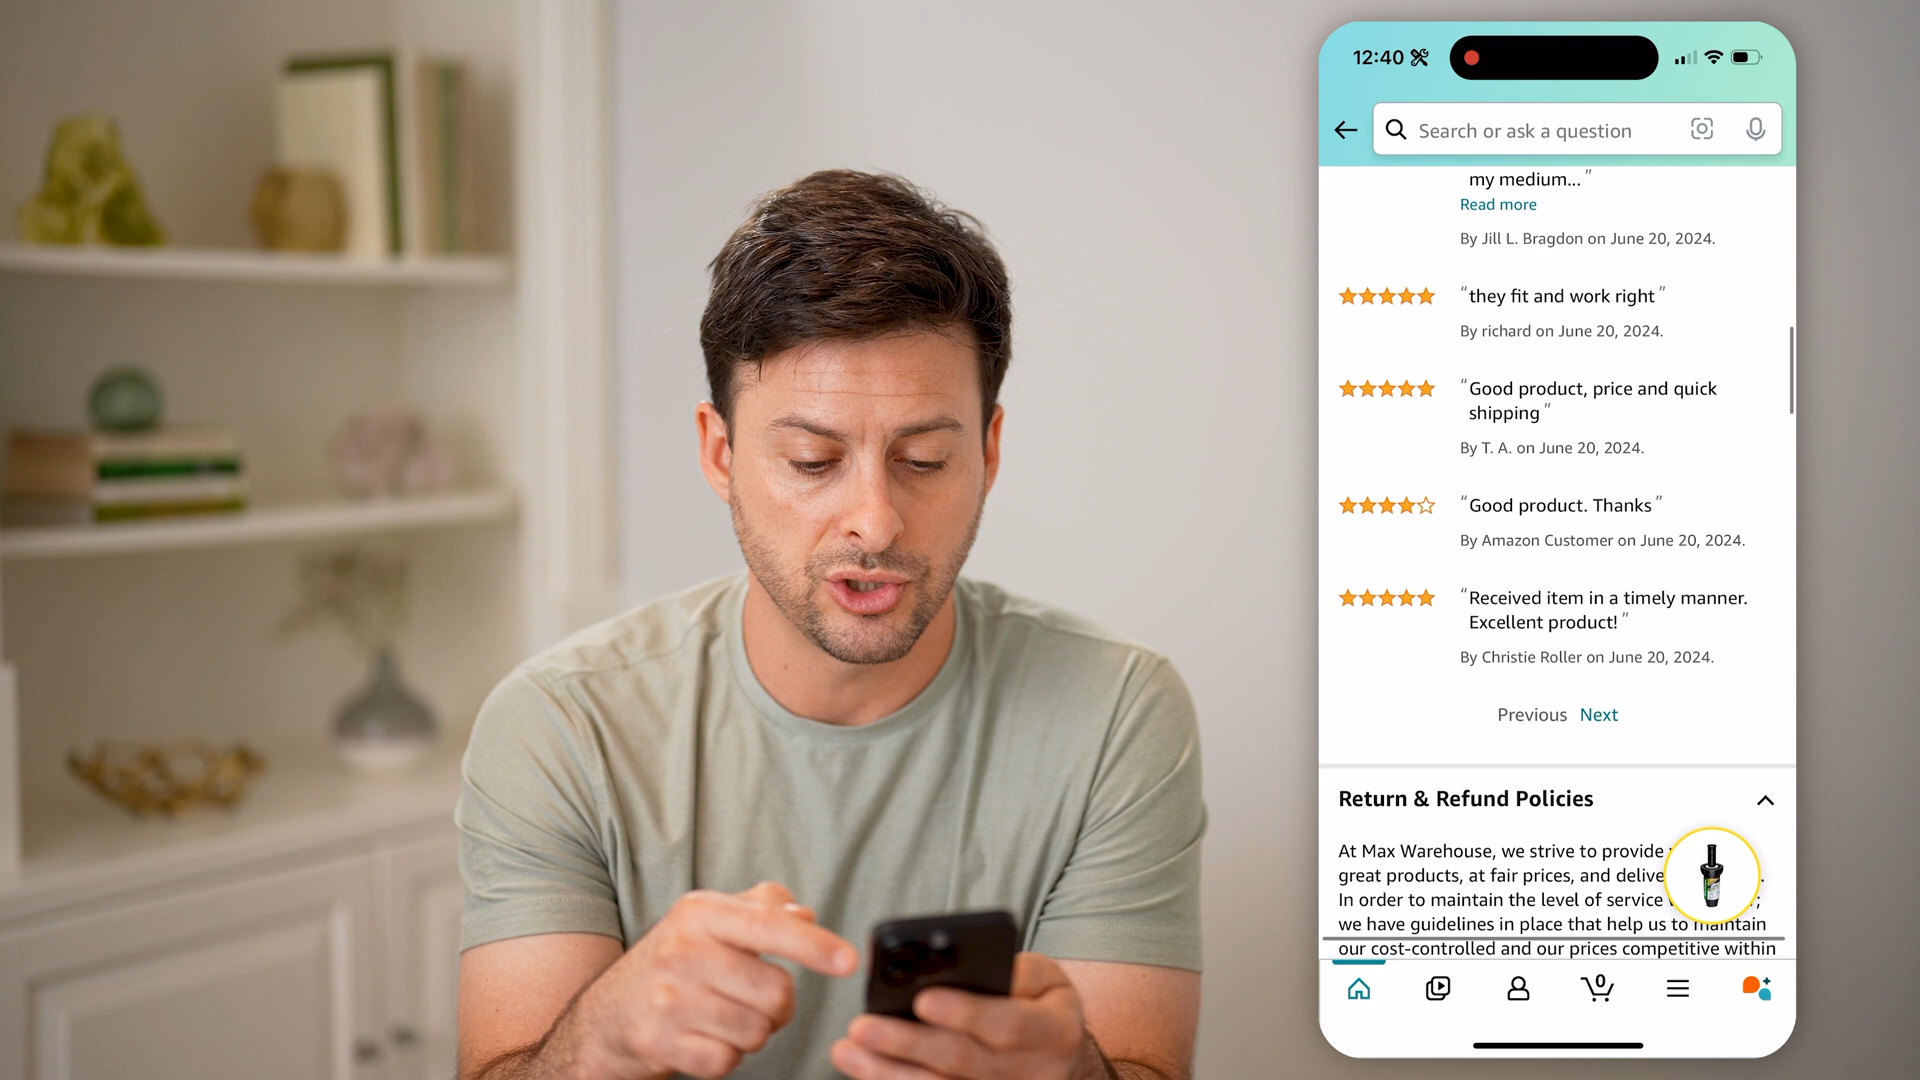 12:40
Search or ask a question
my medium... ”
Read more
By Jill L. Bragdon on June 20, 2024.
“they fit and work right ”
By richard on June 20, 2024.
“Good product, price and quick
shipping ”
By T. A. on June 20, 2024.
“Good product. Thanks ”
By Amazon Customer on June 20, 2024.
“Received item in a timely manner.
Excellent product! ”
By Christie Roller on June 20, 2024.
Previous Next
Return & Refund Policies
At Max Warehouse, we strive to provide
great products, at fair prices, and delive
In order to maintain the level of service
we have guidelines in place that help us to maintain
our cost-controlled and our prices competitive within
0